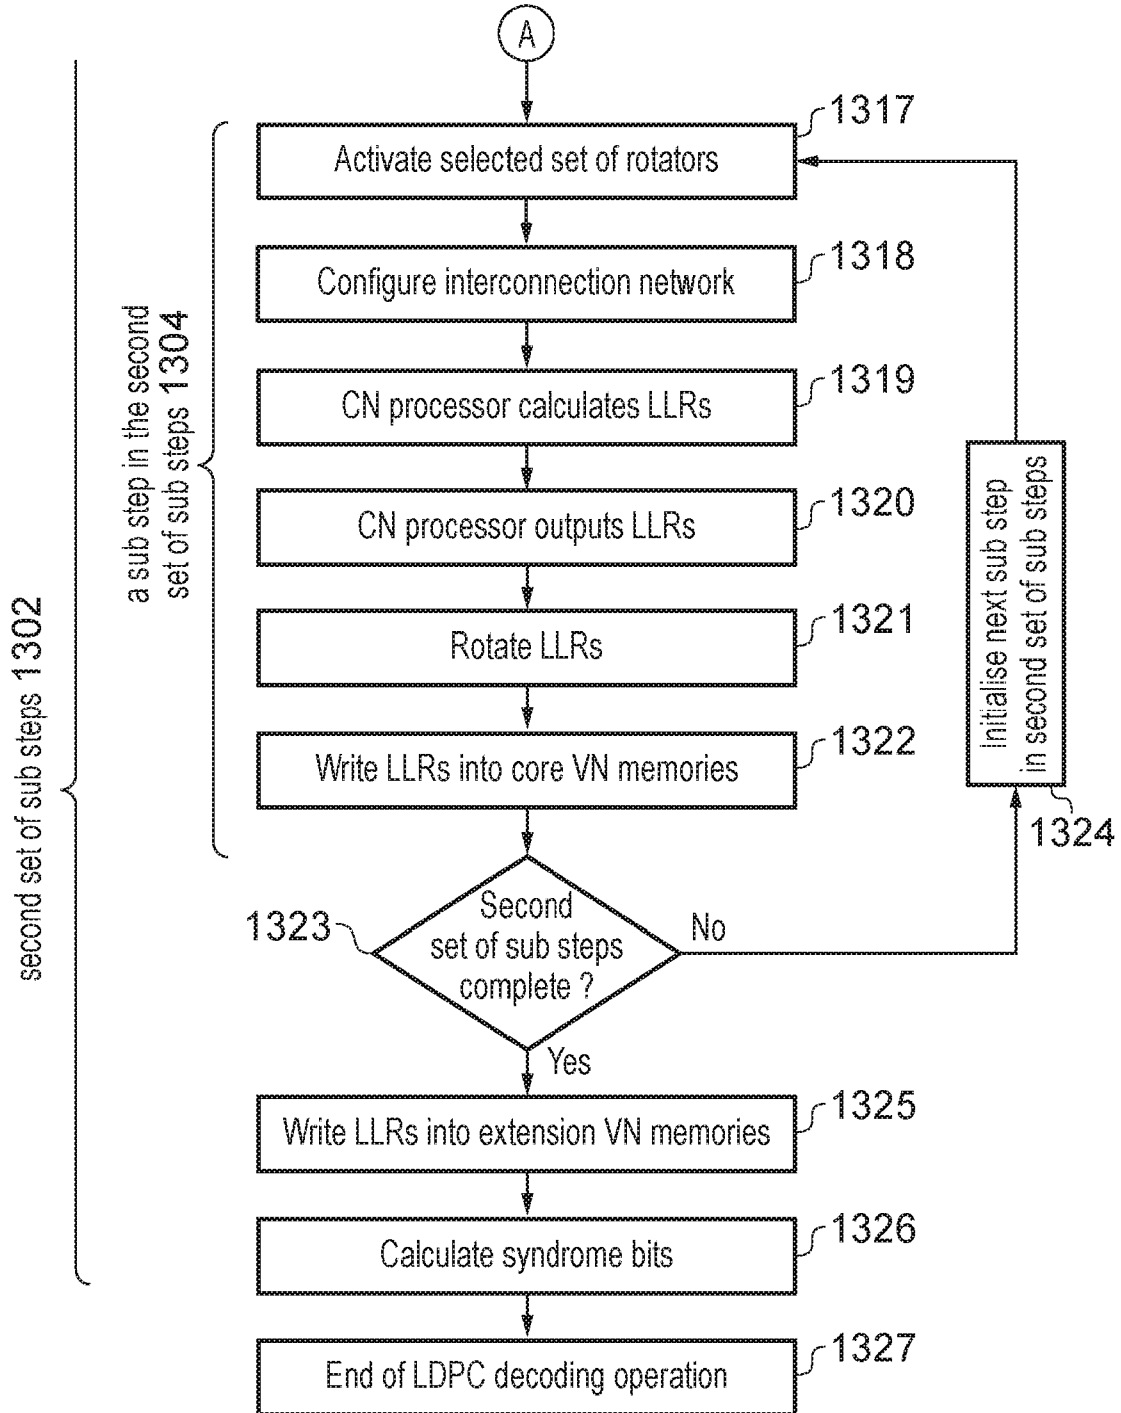 A
1317
Activate selected set of rotators
1318
Configure interconnection network
1319
CN processor calculates LLRs
1320
CN processor outputs LLRs
1321
Rotate LLRs
1322
Write LLRs into core VN memories
a sub step in the second
set of sub steps 1304
second set of sub steps 1302
1323
Second
set of sub steps
complete ?
No
Yes
Initialise next sub step
in second set of sub steps
1324
1325
Write LLRs into extension VN memories
1326
Calculate syndrome bits
1327
End of LDPC decoding operation